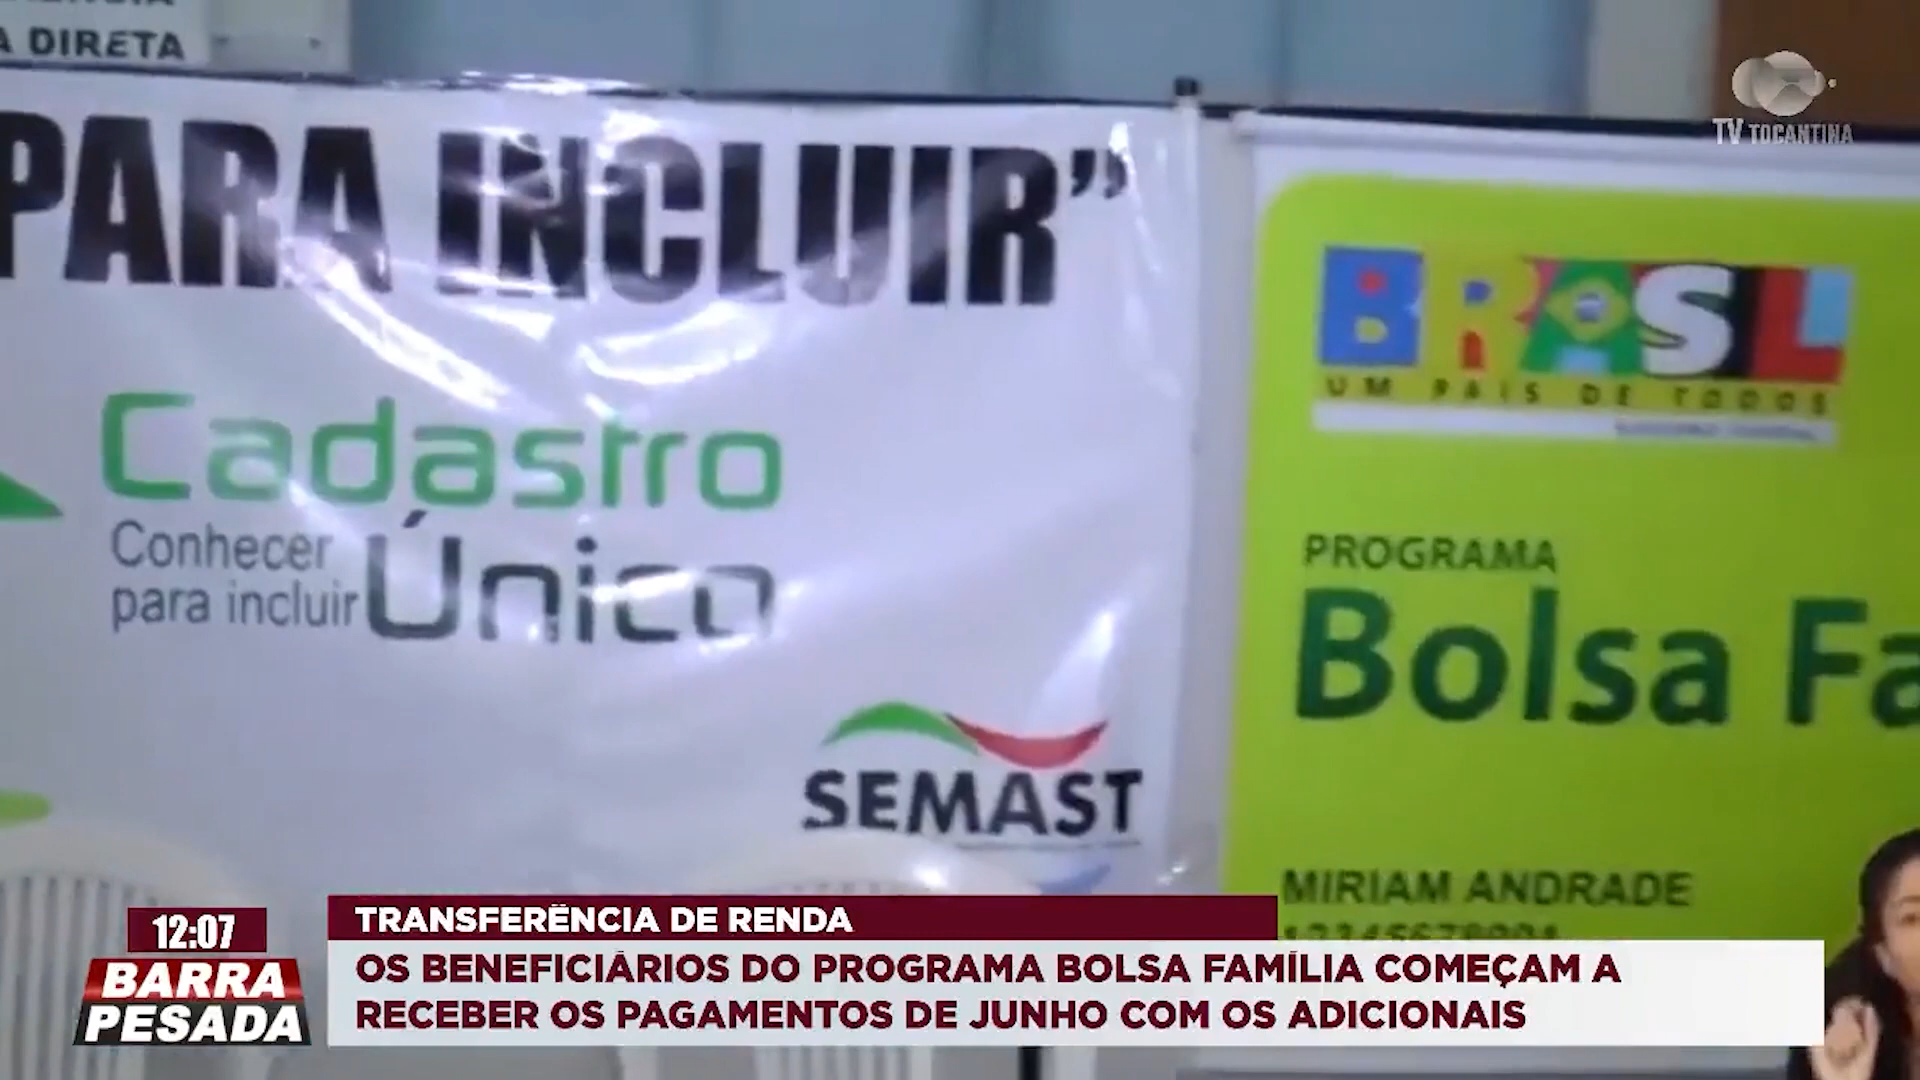 A DIRETA
TV TOCANTINA
PARA INCLUIR”
BRASIL
UM PAÍS DE TODOS
Cadastro
Conhecer
para incluir Único
PROGRAMA
Bolsa Fa
SEMAST
MIRIAM ANDRADE
12:07
TRANSFERÊNCIA DE RENDA
BARRA
PESADA
OS BENEFICIÁRIOS DO PROGRAMA BOLSA FAMÍLIA COMEÇAM A
RECEBER OS PAGAMENTOS DE JUNHO COM OS ADICIONAIS